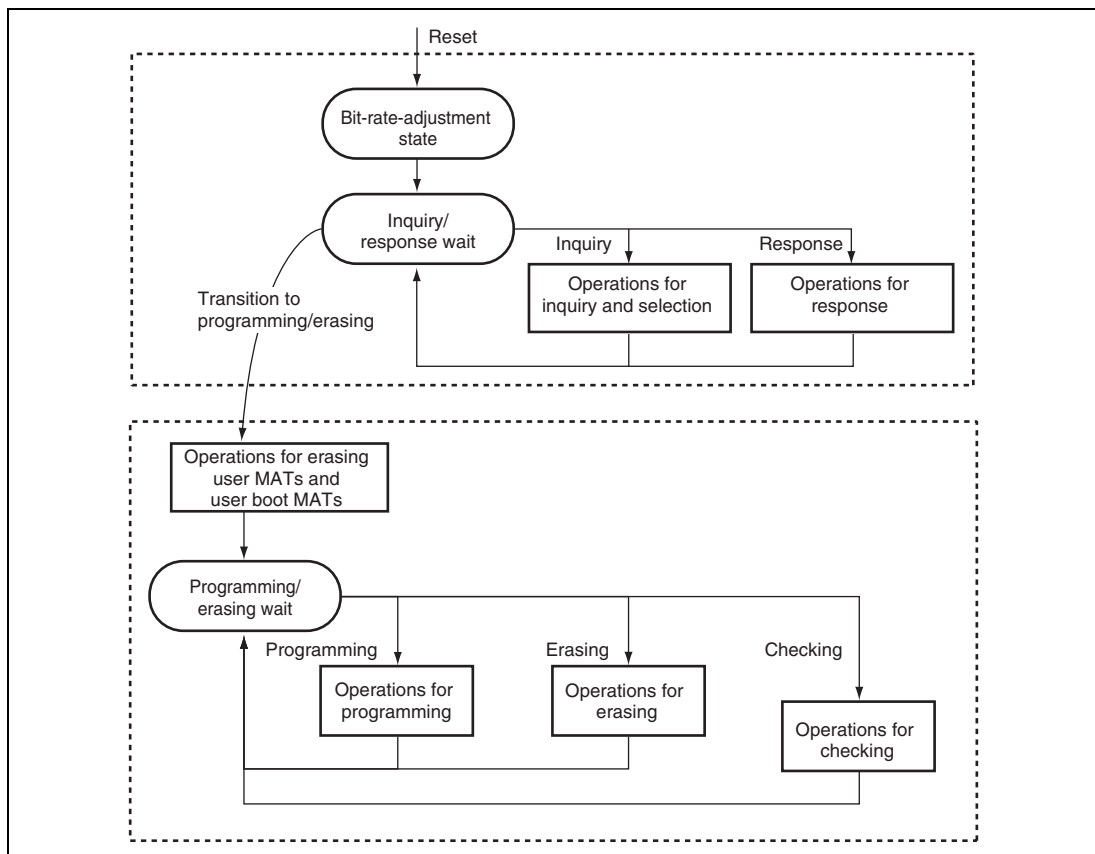 Reset
Bit-rate-adjustment
state
Inquiry/
response wait
Inquiry
Response
Operations for
inquiry and selection
Operations for
response
Transition to
programming/erasing
Operations for erasing
user MATs and
user boot MATs
Programming/
erasing wait
Programming
Erasing
Checking
Operations for
programming
Operations for
erasing
Operations for
checking